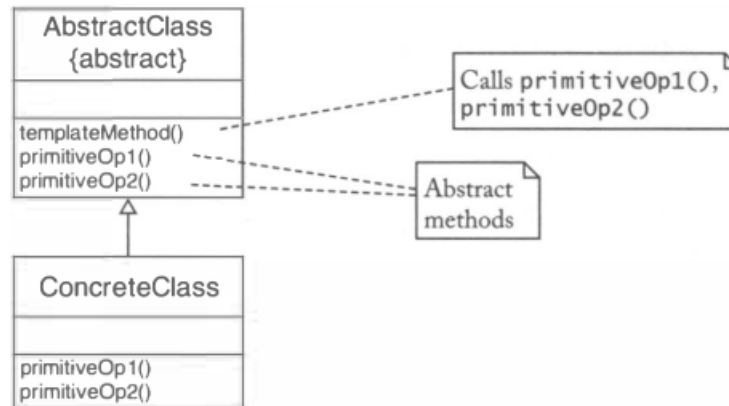 AbstractClass
{abstract}
templateMethod()
primitiveOp1()
primitiveOp2()
Calls primitiveOp1(),
primitiveOp2()
Abstract
methods
ConcreteClass
primitiveOp1()
primitiveOp2()